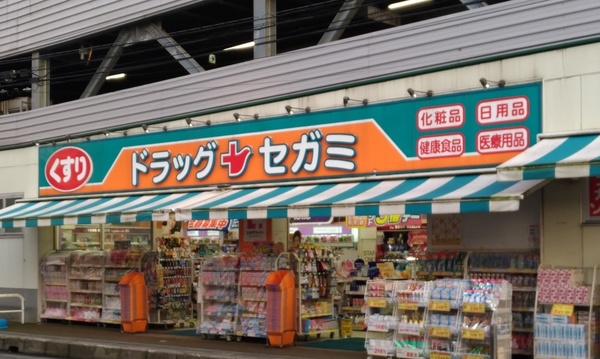 くすり
ドラッグ セガミ
化粧品
日用品
健康食品
医療用品